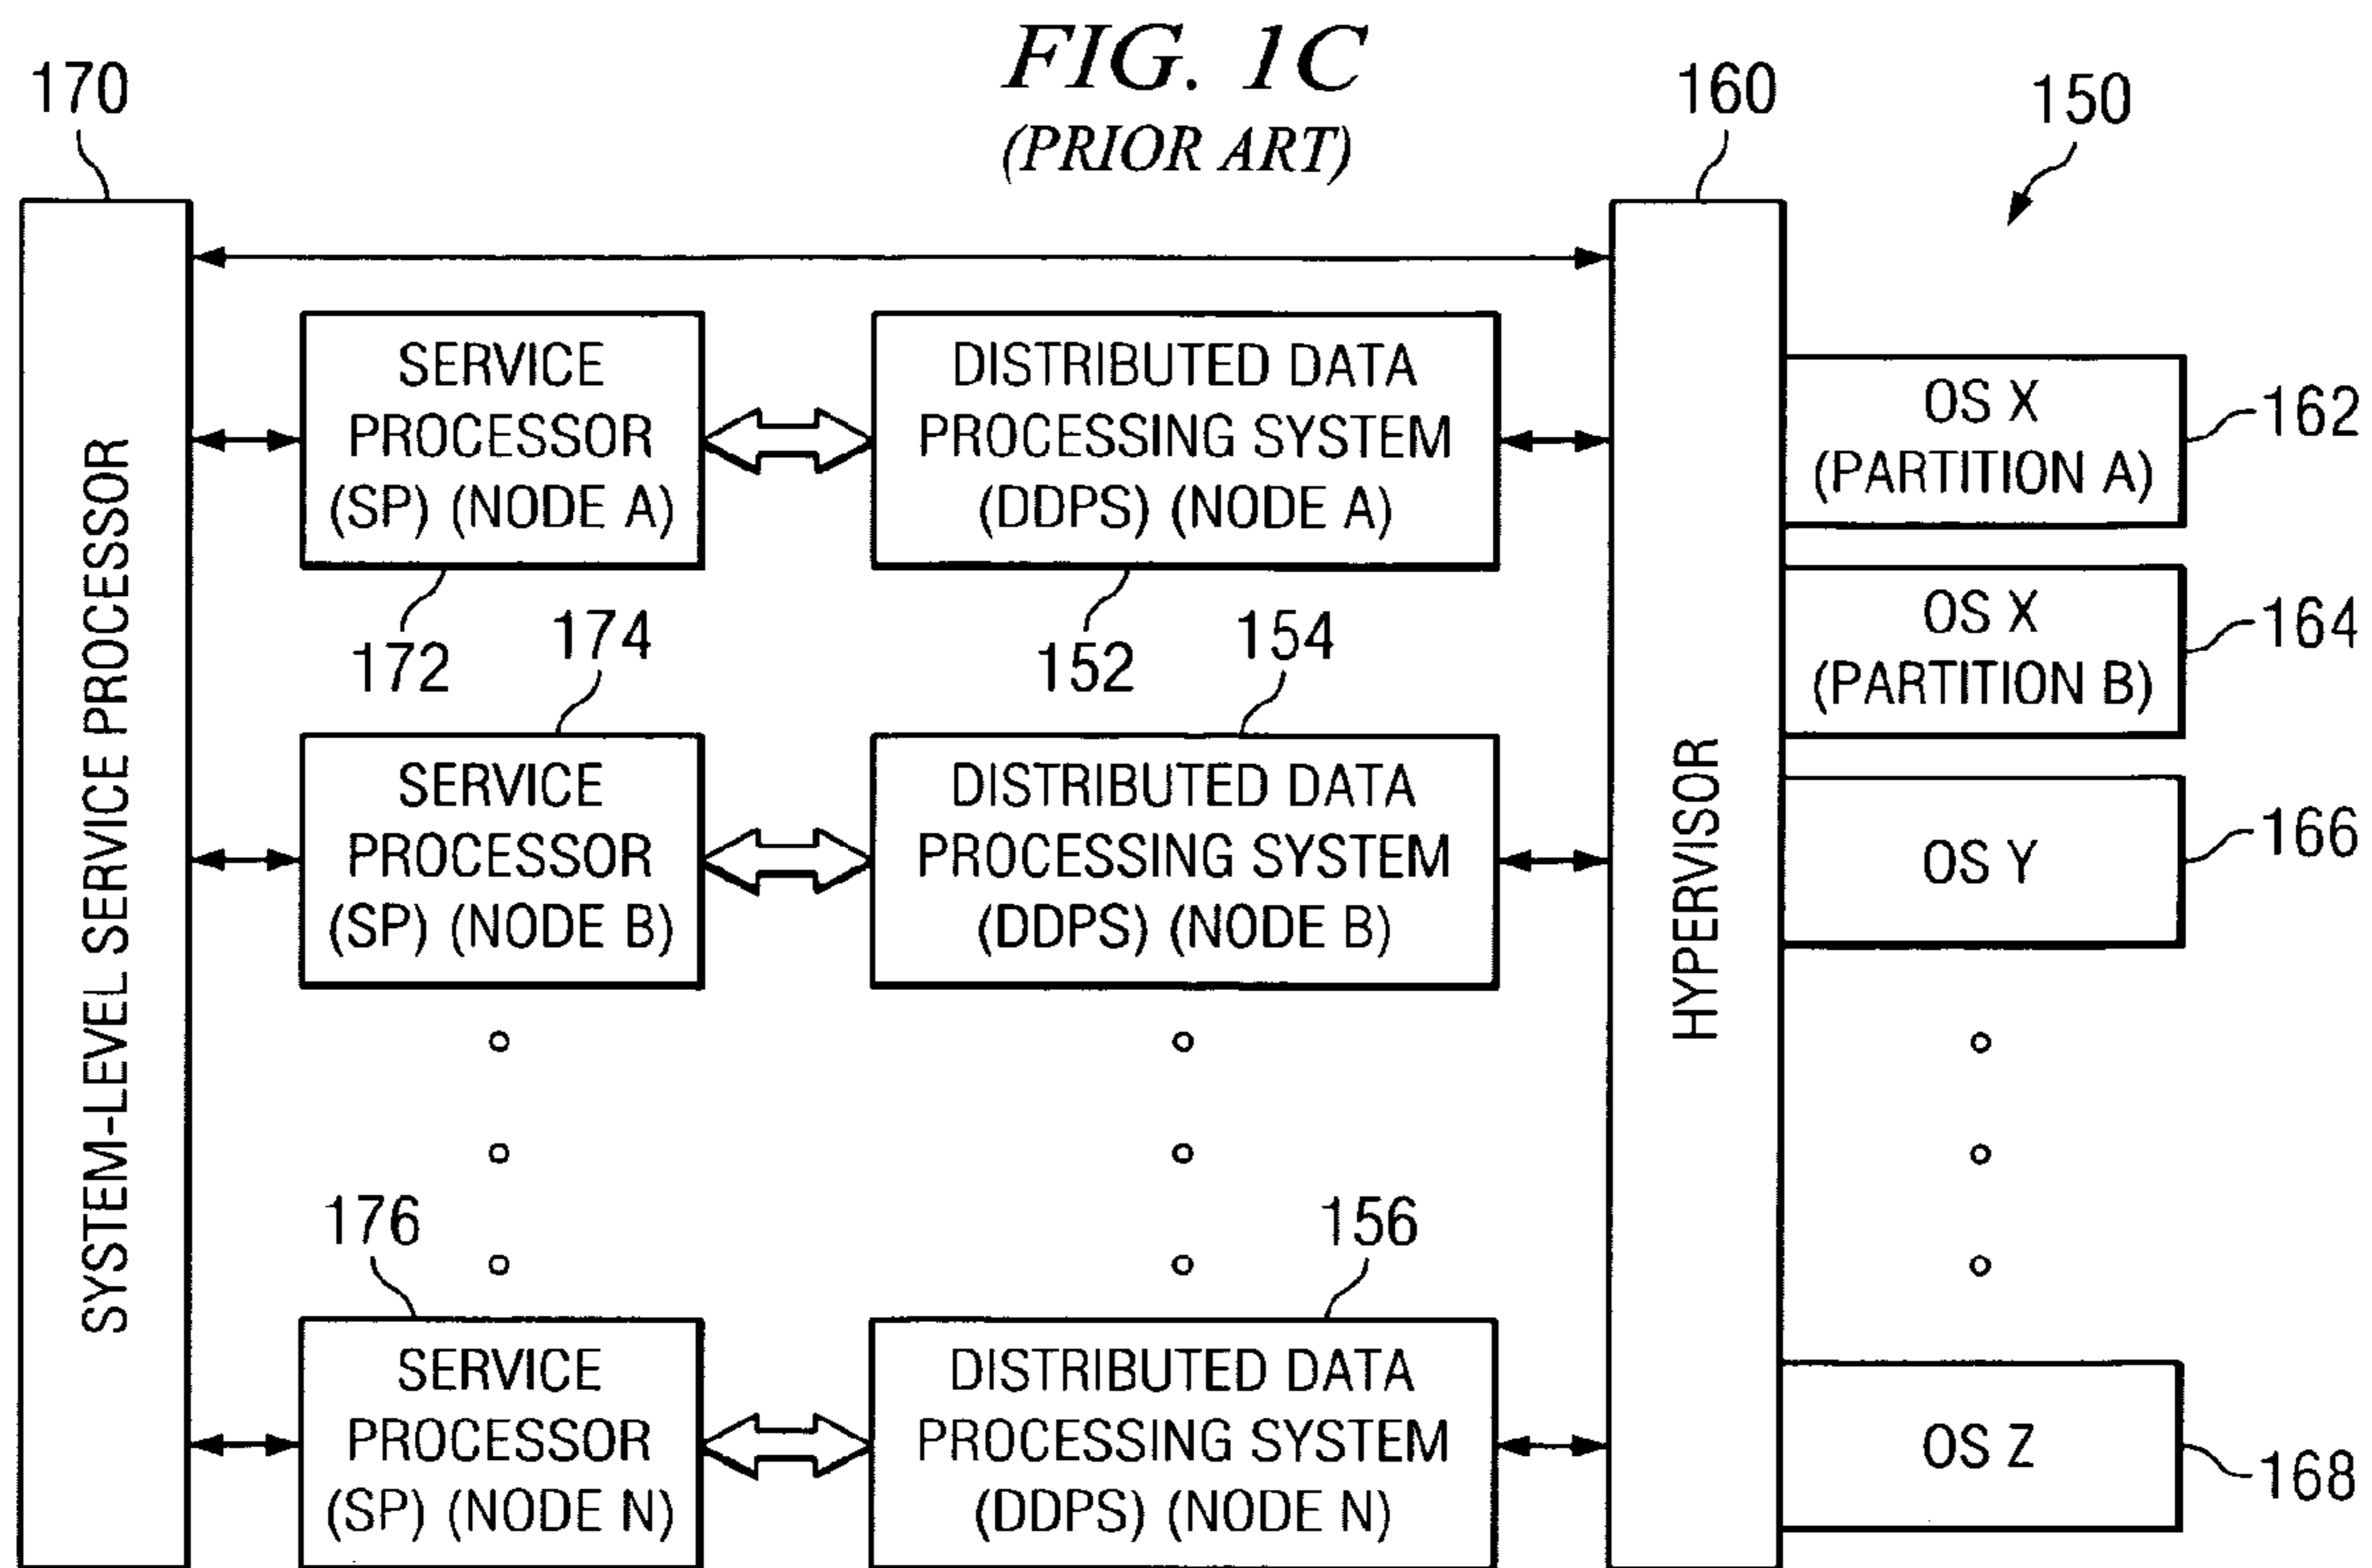 FIG. 1C
(PRIOR ART)
170
160
150
SYSTEM-LEVEL SERVICE PROCESSOR
SERVICE
PROCESSOR
(SP) (NODE A)
172
DISTRIBUTED DATA
PROCESSING SYSTEM
(DDPS) (NODE A)
152
HYPERVISOR
OS X
(PARTITION A)
162
OS X
(PARTITION B)
164
174
SERVICE
PROCESSOR
(SP) (NODE B)
154
DISTRIBUTED DATA
PROCESSING SYSTEM
(DDPS) (NODE B)
OS Y
166
176
SERVICE
PROCESSOR
(SP) (NODE N)
156
DISTRIBUTED DATA
PROCESSING SYSTEM
(DDPS) (NODE N)
OS Z
168